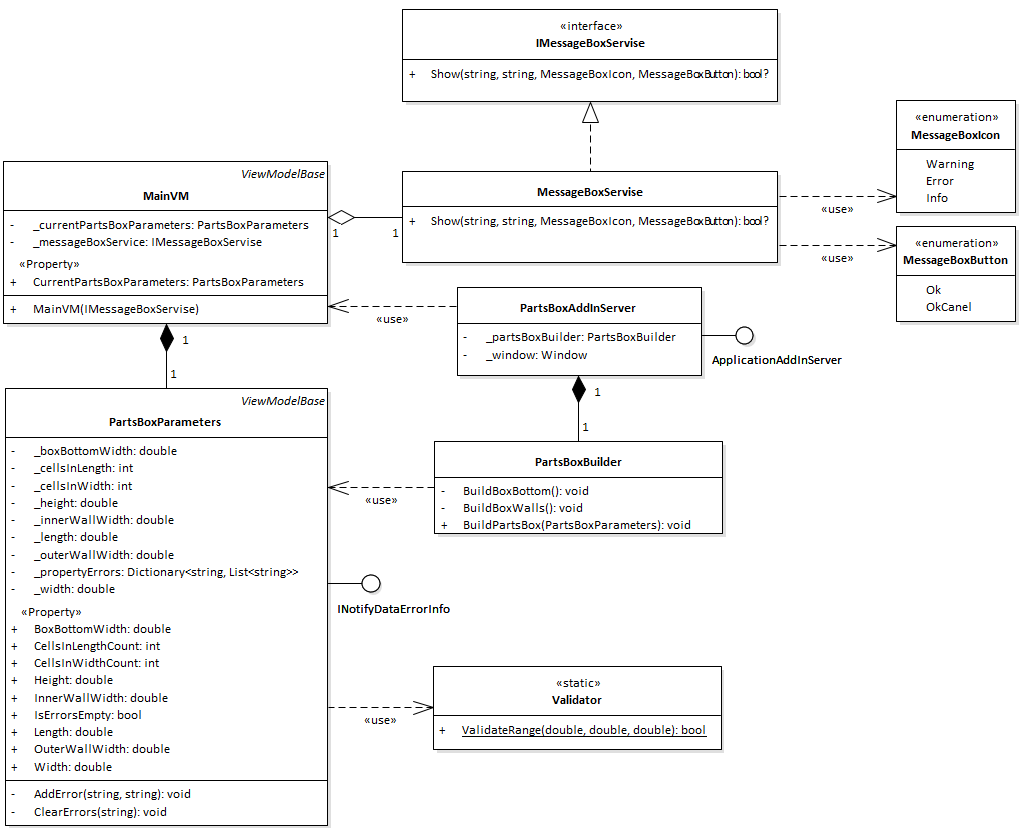 «interface»
IMessageBoxServise
+ Show(string, string, MessageBoxIcon, MessageBoxButton): bool?
«enumeration»
MessageBoxIcon
Warning
Error
Info
ViewModelBase
MainVM
- _currentPartsBoxParameters: PartsBoxParameters
- _messageBoxService: IMessageBoxServise
«Property»
+ CurrentPartsBoxParameters: PartsBoxParameters
+ MainVM(IMessageBoxServise)
1
1
MessageBoxServise
+ Show(string, string, MessageBoxIcon, MessageBoxButton): bool?
«use»
«use»
«enumeration»
MessageBoxButton
Ok
OkCanel
«use»
PartsBoxAddInServer
- _partsBoxBuilder: PartsBoxBuilder
- _window: Window
ApplicationAddInServer
1
1
1
1
ViewModelBase
PartsBoxParameters
- _boxBottomWidth: double
- _cellsInLength: int
- _cellsInWidth: int
- _height: double
- _innerWallWidth: double
- _length: double
- _outerWallWidth: double
- _propertyErrors: Dictionary<string, List<string>>
- _width: double
«Property»
+ BoxBottomWidth: double
+ CellsInLengthCount: int
+ CellsInWidthCount: int
+ Height: double
+ InnerWallWidth: double
+ IsErrorsEmpty: bool
+ Length: double
+ OuterWallWidth: double
+ Width: double
- AddError(string, string): void
- ClearErrors(string): void
PartsBoxBuilder
- BuildBoxBottom(): void
- BuildBoxWalls(): void
+ BuildPartsBox(PartsBoxParameters): void
«use»
INotifyDataErrorInfo
«use»
«static»
Validator
+ ValidateRange(double, double, double): bool